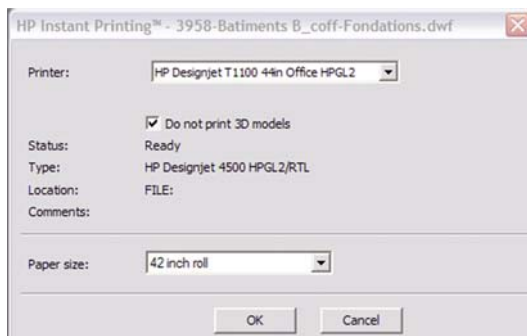 HP Instant Printing™ - 3958-Batiments B_coff-Fondations.dwf
Printer: HP Designjet T1100 44in Office HPGL2
Do not print 3D models
Status: Ready
Type: HP Designjet 4500 HPGL2/RTL
Location: FILE:
Comments:
Paper size: 42 inch roll
OK Cancel